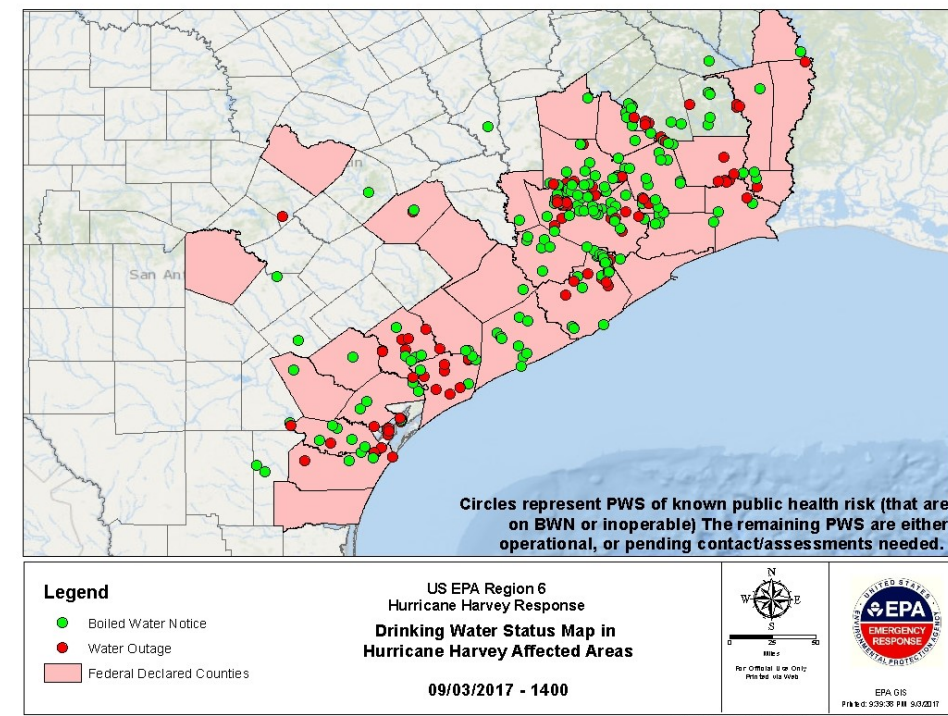 in
San An
Circles represent PWS of known public health risk (that are
on BWN or inoperable) The remaining PWS are either
operational, or pending contact/assessments needed.
Legend
Boiled Water Notice
Water Outage
Federal Declared Counties
US EPA Region 6
Hurricane Harvey Response
Drinking Water Status Map in
Hurricane Harvey Affected Areas
09/03/2017 - 1400
N
W E
S
0 25 50
Miles
For Official Use Only
Printed via Web
UNITED STATES
EPA
EMERGENCY
RESPONSE
ENVIRONMENTAL PROTECTION AGENCY
EPA GIS
Printed: 9:39:38 PM 9/3/2017